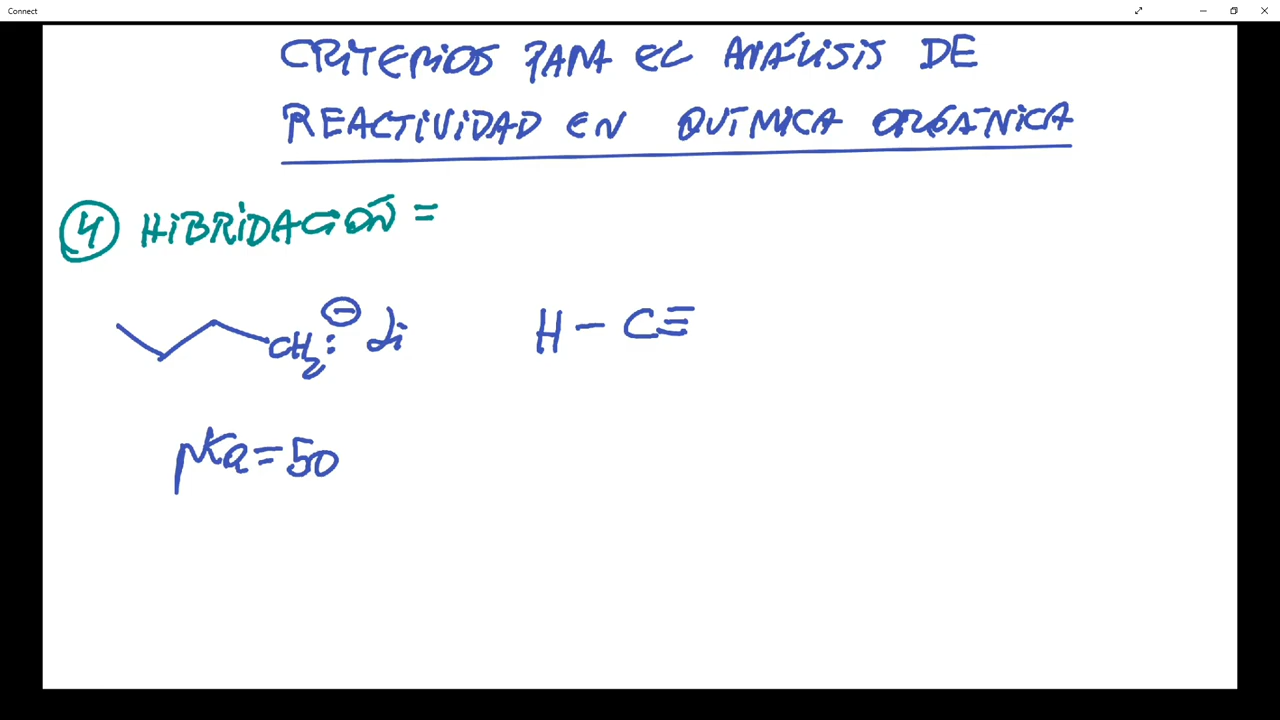 Connect
CRITERIOS PARA EL ANÁLISIS DE
REACTIVIDAD EN QUÍMICA ORGÁNICA
4 HIBRIDACIÓN =
CH2: ⊖ Li H - C≡
pKa = 50